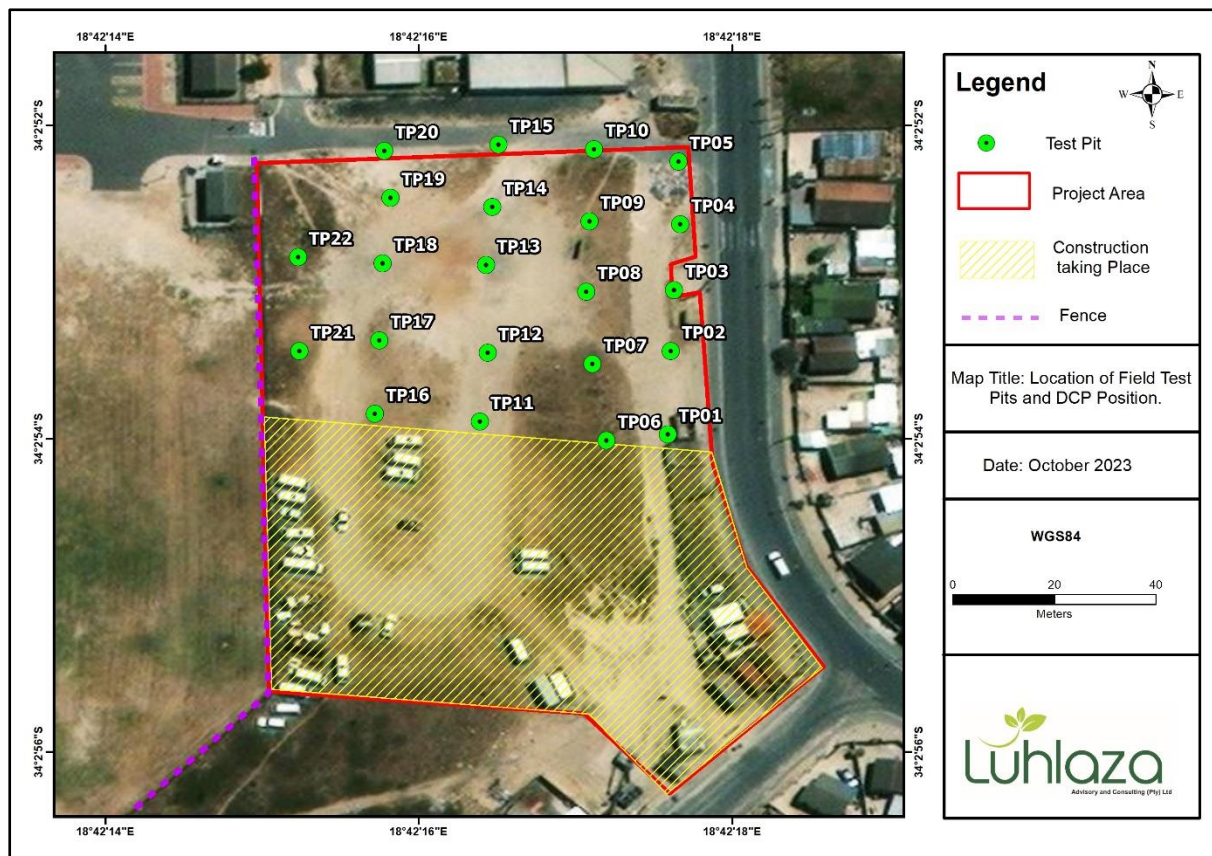 18°42'14"E
18°42'16"E
18°42'18"E
34°2'52"S
34°2'54"S
34°2'56"S
34°2'52"S
34°2'54"S
34°2'56"S
18°42'14"E
18°42'16"E
18°42'18"E
TP20
TP15
TP10
TP05
TP19
TP14
TP09
TP04
TP22
TP18
TP13
TP08
TP03
TP21
TP17
TP12
TP07
TP02
TP16
TP11
TP06
TP01
Legend
N
W
E
S
Test Pit
Project Area
Construction
taking Place
Fence
Map Title: Location of Field Test
Pits and DCP Position.
Date: October 2023
WGS84
0
20
40
Meters
Luhlaza
Advisory and Consulting (Pty) Ltd